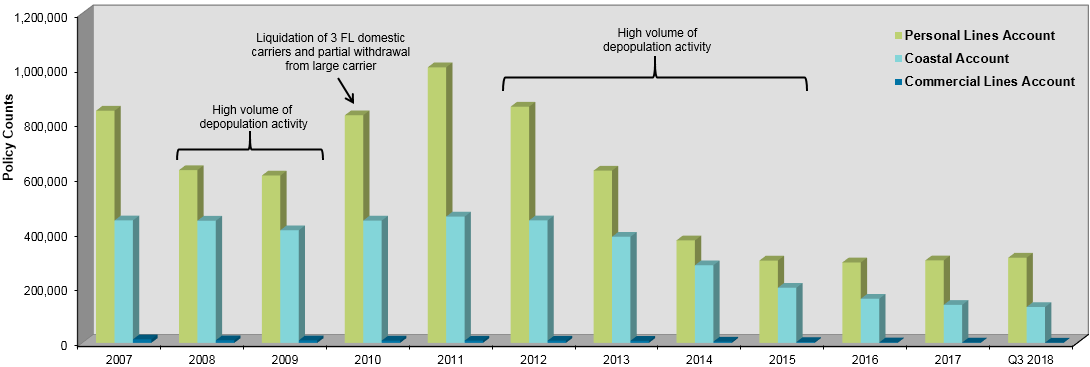 1,200,000
1,000,000
800,000
600,000
400,000
200,000
0
Policy Counts
Liquidation of 3 FL domestic
carriers and partial withdrawal
from large carrier
High volume of
depopulation activity
High volume of
depopulation activity
Personal Lines Account
Coastal Account
Commercial Lines Account
2007
2008
2009
2010
2011
2012
2013
2014
2015
2016
2017
Q3 2018